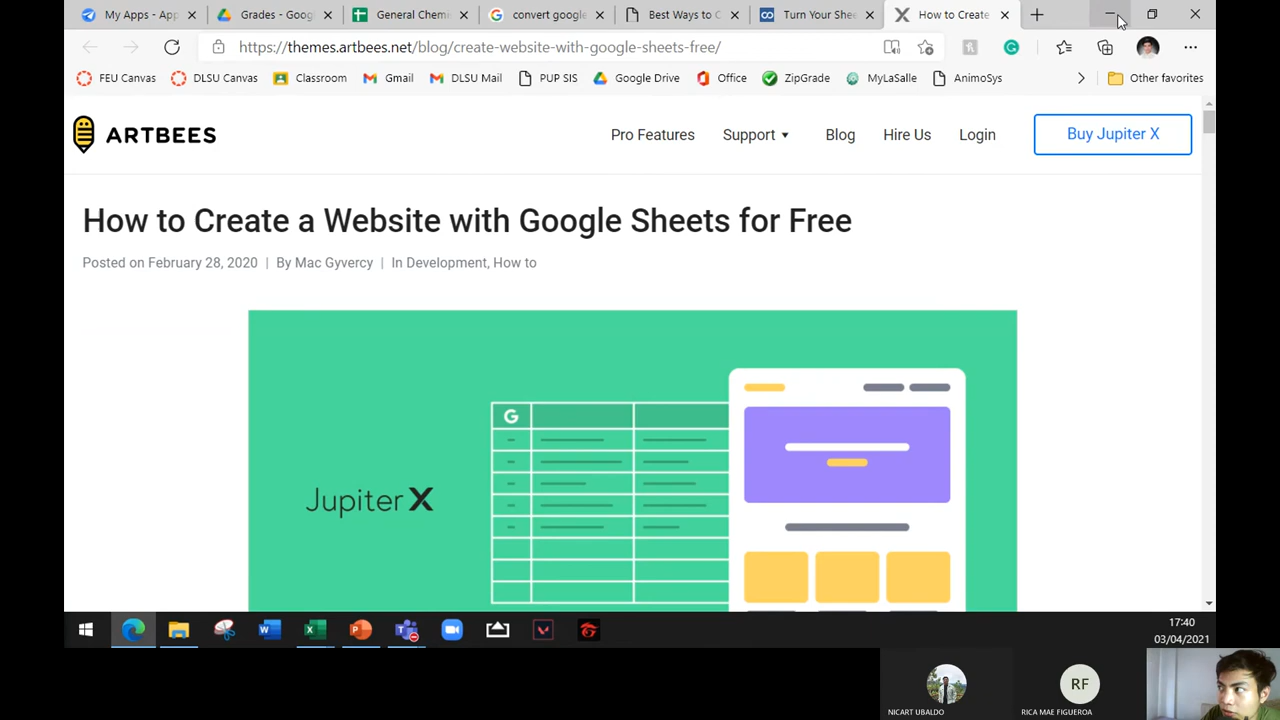 My Apps - App
Grades - Goog
General Chemi
convert google
Best Ways to C
Turn Your Shee
How to Create
https://themes.artbees.net/blog/create-website-with-google-sheets-free/
FEU Canvas
DLSU Canvas
Classroom
Gmail
DLSU Mail
PUP SIS
Google Drive
Office
ZipGrade
MyLaSalle
AnimoSys
Other favorites
ARTBEES
Pro Features
Support
Blog
Hire Us
Login
Buy Jupiter X
How to Create a Website with Google Sheets for Free
Posted on February 28, 2020 | By Mac Gyvercy | In Development, How to
G
Jupiter X
17:40
03/04/2021
RF
NICART UBALDO
RICA MAE FIGUEROA